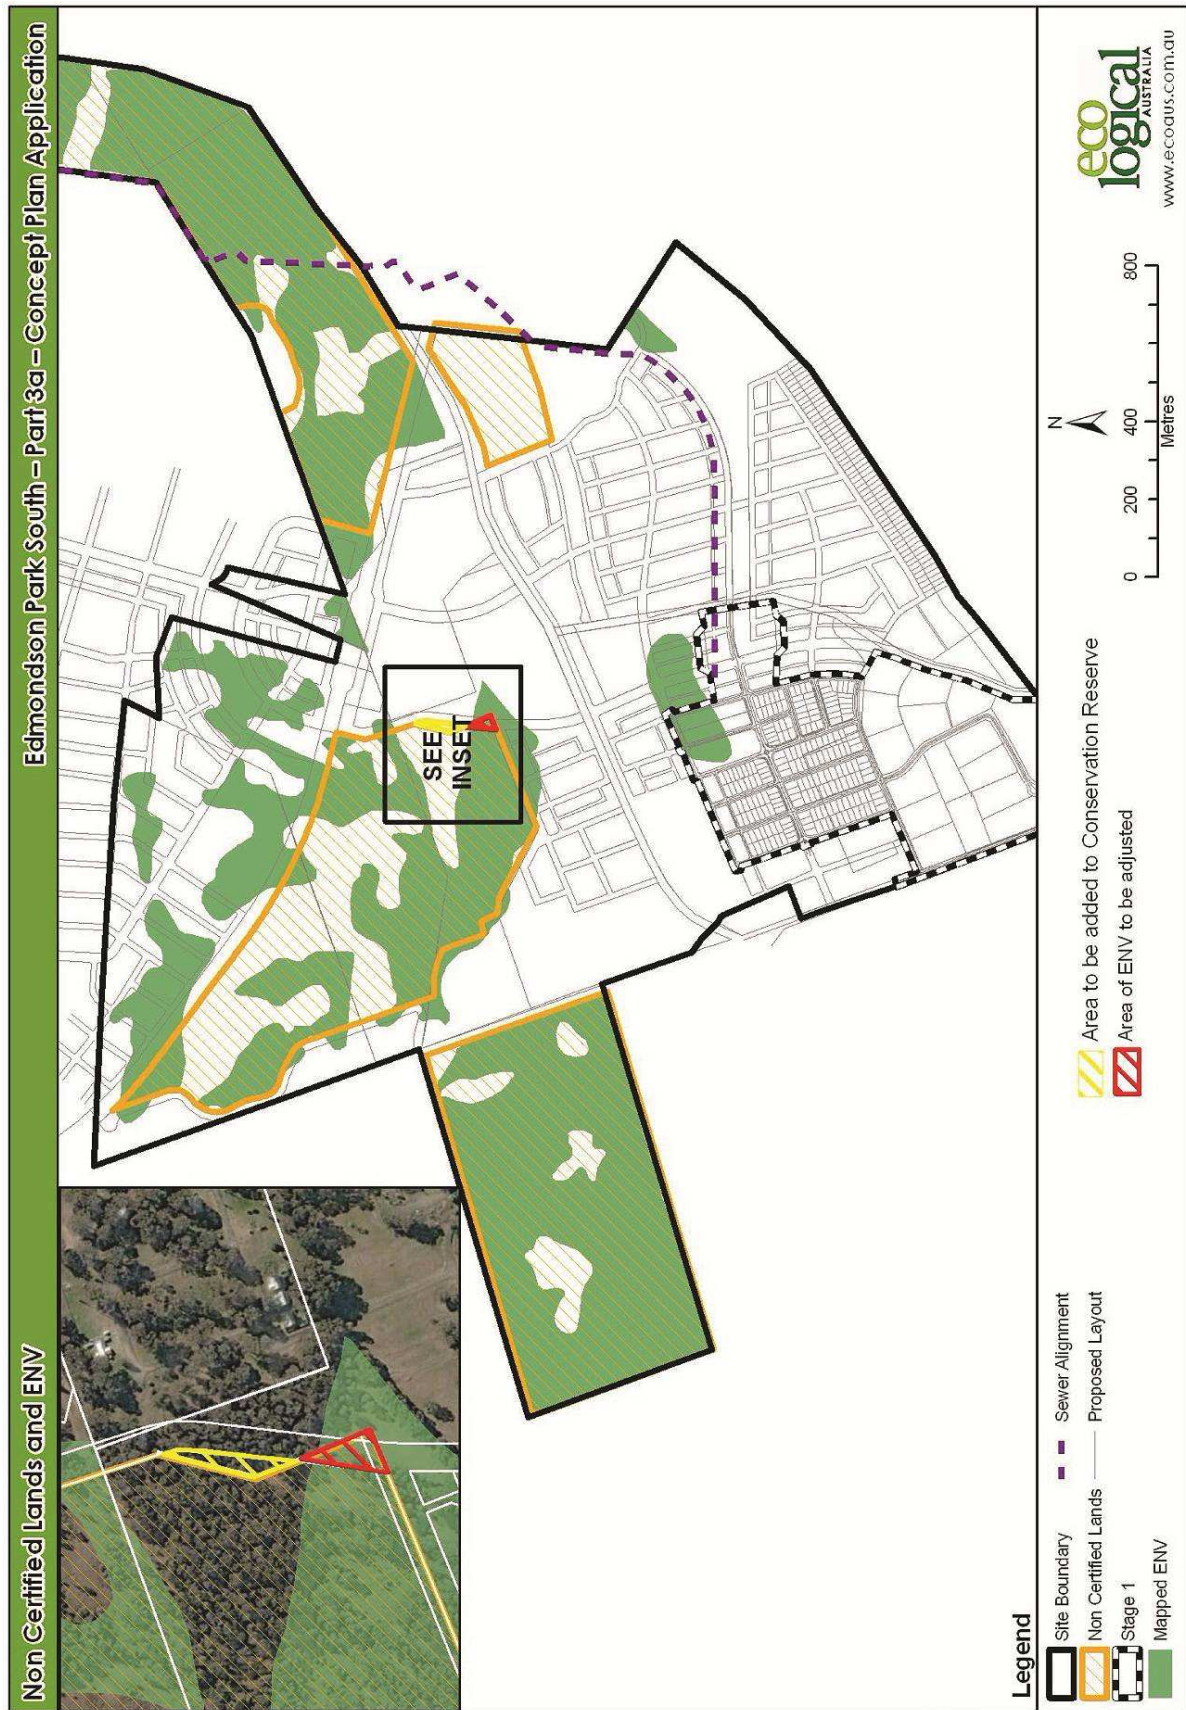 Non Certified Lands and ENV
Edmondson Park South - Part 3a - Concept Plan Application
SEE
INSET
Legend
Site Boundary
Non Certified Lands
Stage 1
Mapped ENV
Sewer Alignment
Proposed Layout
Area to be added to Conservation Reserve
Area of ENV to be adjusted
N
0 200 400 800
Metres
eco
logical
AUSTRALIA
www.ecoaus.com.au